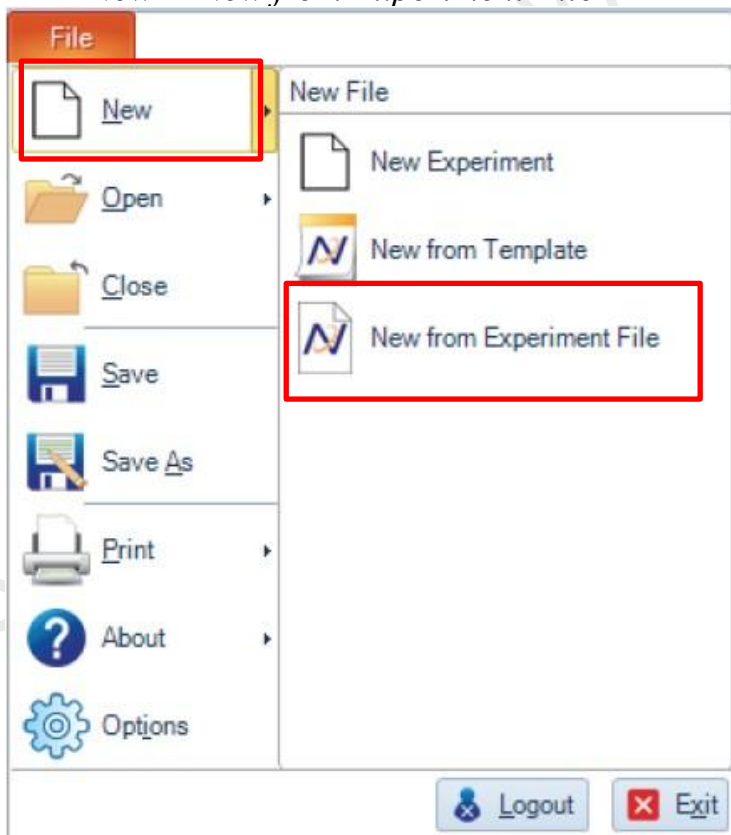 File
New
Open
Close
Save
Save As
Print
About
Options
New File
New Experiment
New from Template
New from Experiment File
Logout
Exit